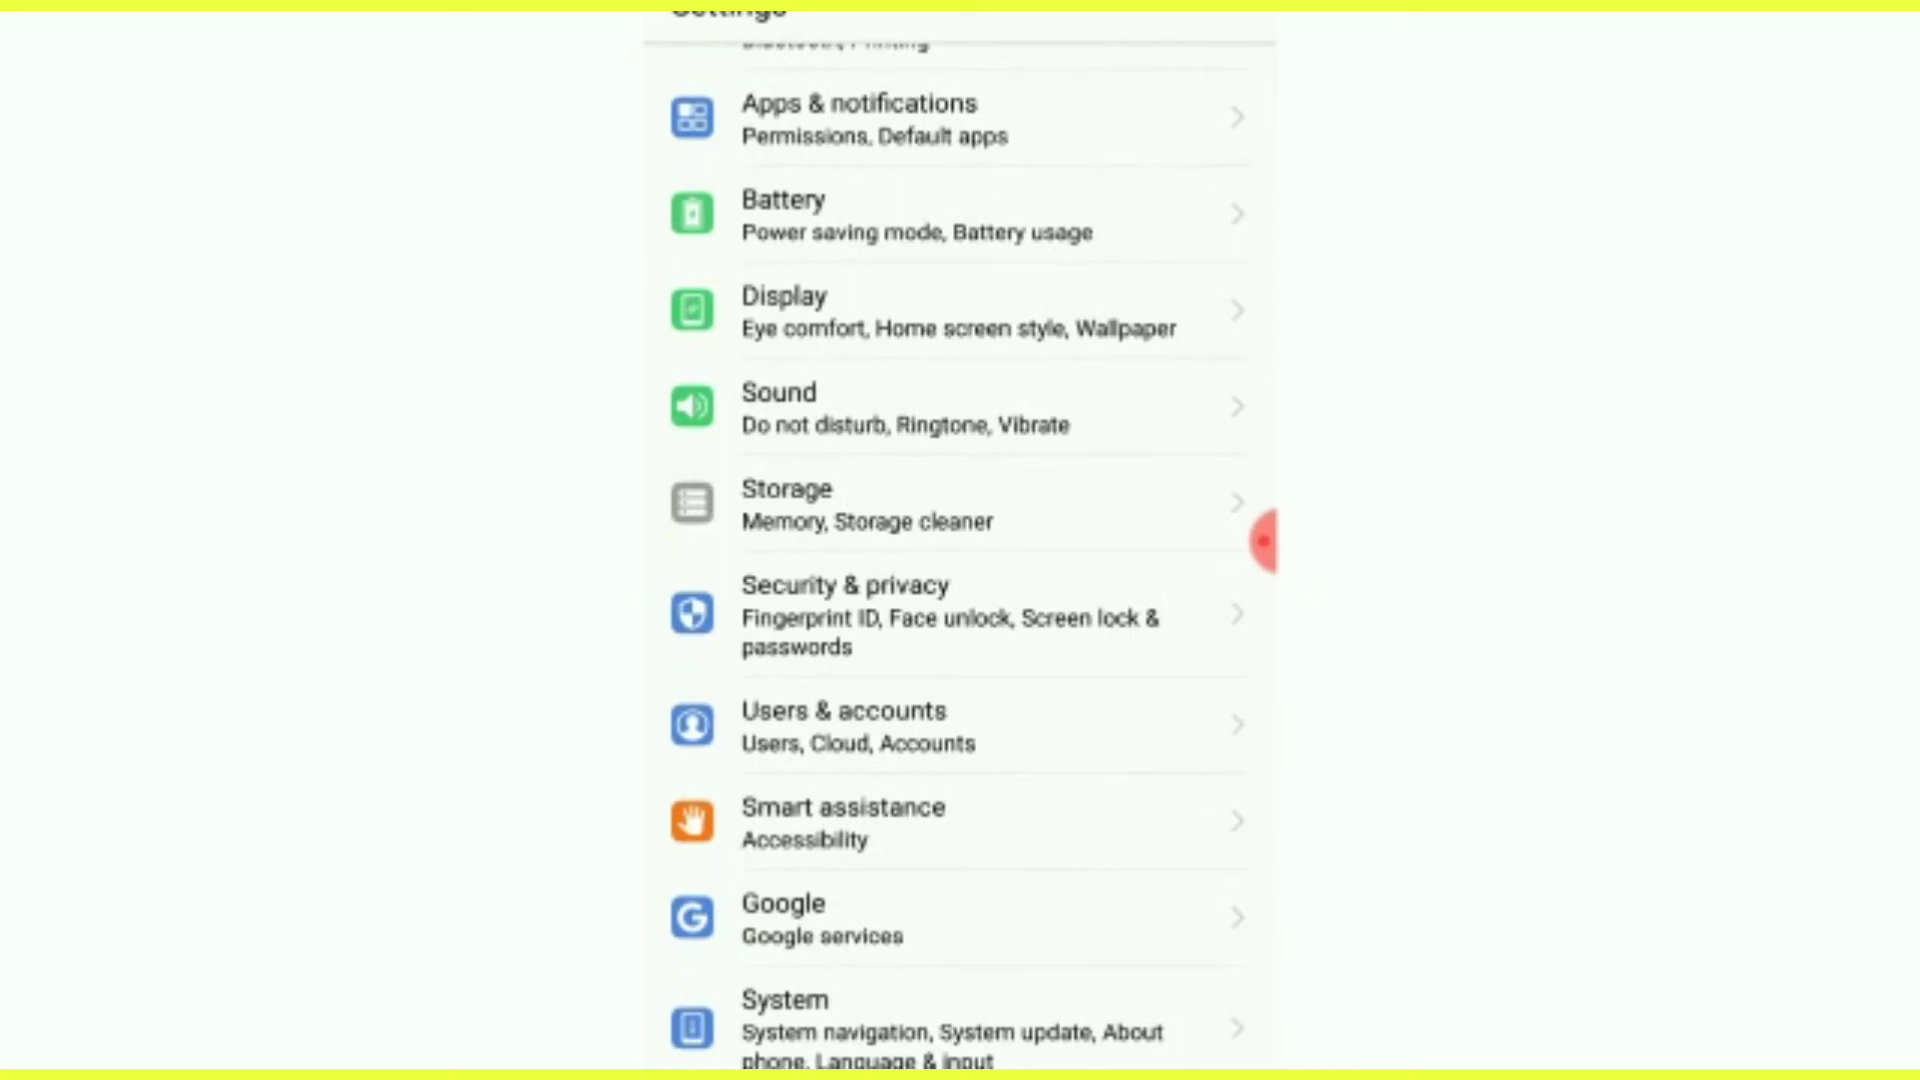 Settings
Bluetooth, Printing
Apps & notifications
Permissions, Default apps
Battery
Power saving mode, Battery usage
Display
Eye comfort, Home screen style, Wallpaper
Sound
Do not disturb, Ringtone, Vibrate
Storage
Memory, Storage cleaner
Security & privacy
Fingerprint ID, Face unlock, Screen lock &
passwords
Users & accounts
Users, Cloud, Accounts
Smart assistance
Accessibility
Google
Google services
System
System navigation, System update, About
phone, Language & input